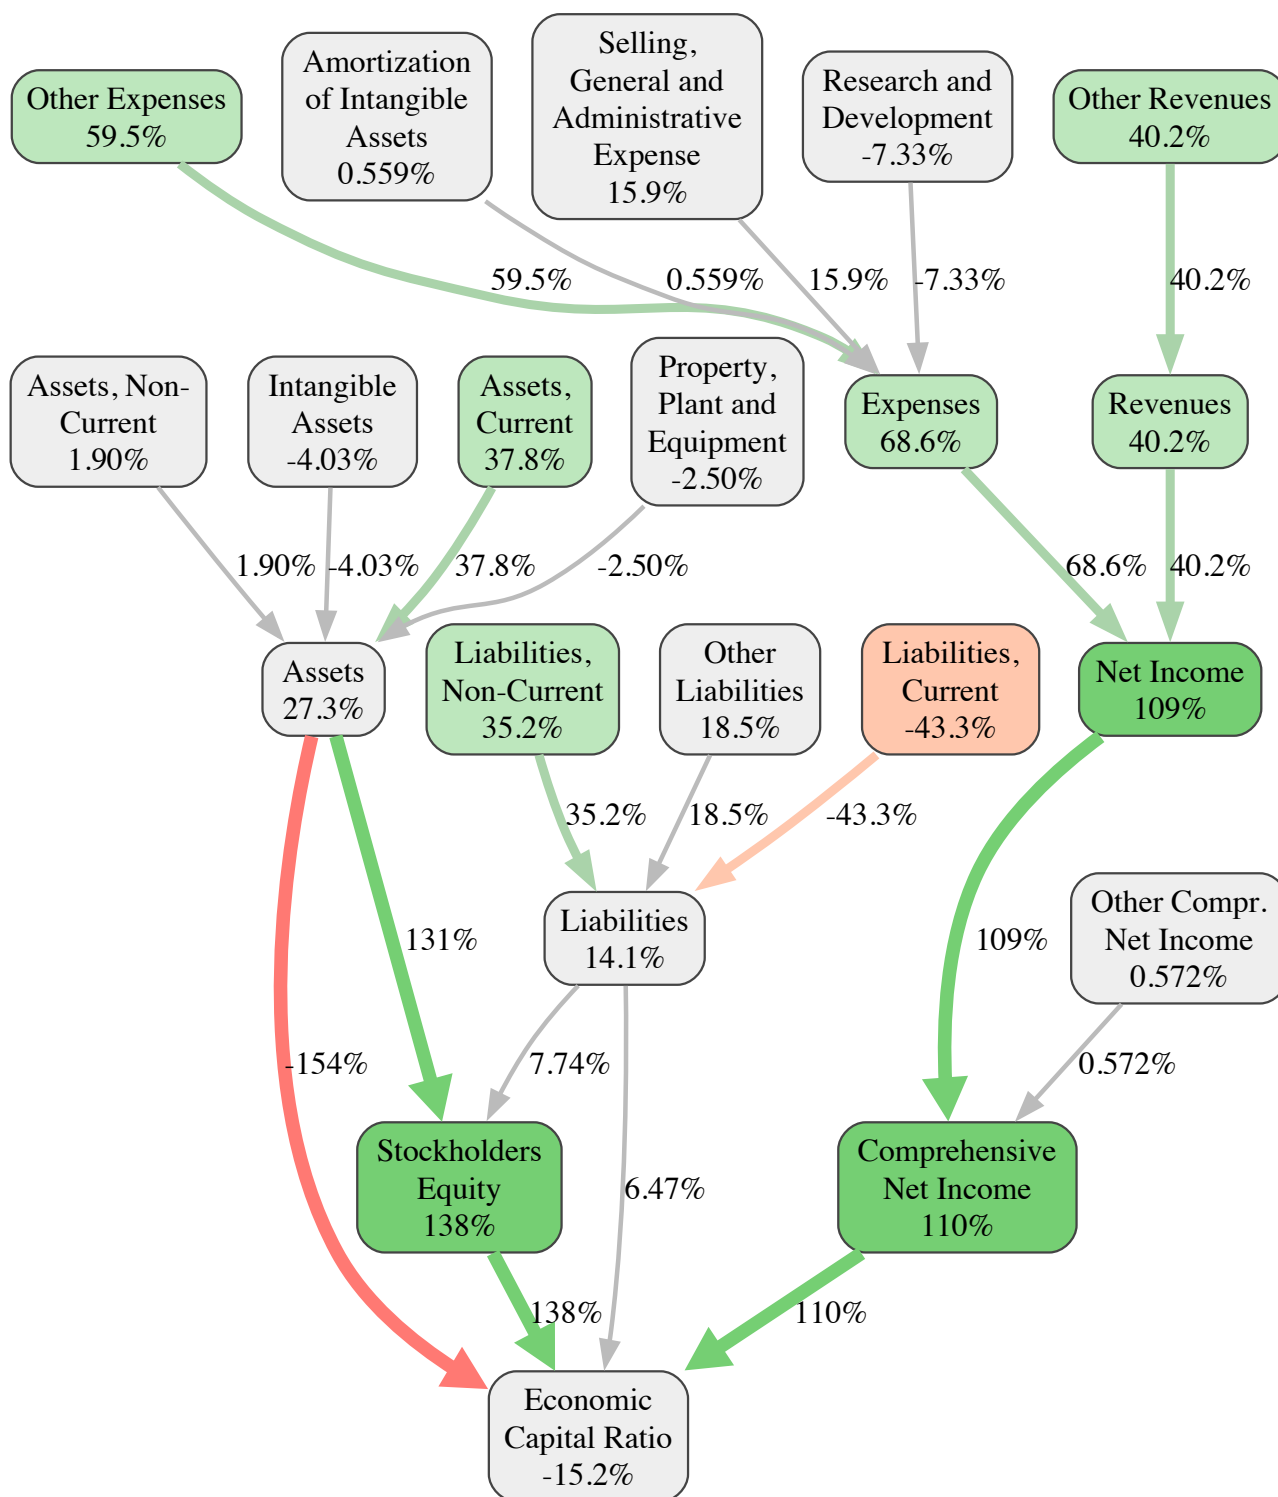 Other Expenses
59.5%
Amortization
of Intangible
Assets
0.559%
Selling,
General and
Administrative
Expense
15.9%
Research and
Development
-7.33%
Other Revenues
40.2%
59.5%
0.559%
15.9%
-7.33%
40.2%
Assets, Non-
Current
1.90%
Intangible
Assets
-4.03%
Assets,
Current
37.8%
Property,
Plant and
Equipment
-2.50%
Expenses
68.6%
Revenues
40.2%
1.90%
-4.03%
37.8%
-2.50%
68.6%
40.2%
Assets
27.3%
Liabilities,
Non-Current
35.2%
Other
Liabilities
18.5%
Liabilities,
Current
-43.3%
Net Income
109%
35.2%
18.5%
-43.3%
Liabilities
14.1%
131%
109%
Other Compr.
Net Income
0.572%
-154%
7.74%
0.572%
Stockholders
Equity
138%
6.47%
Comprehensive
Net Income
110%
138%
110%
Economic
Capital Ratio
-15.2%